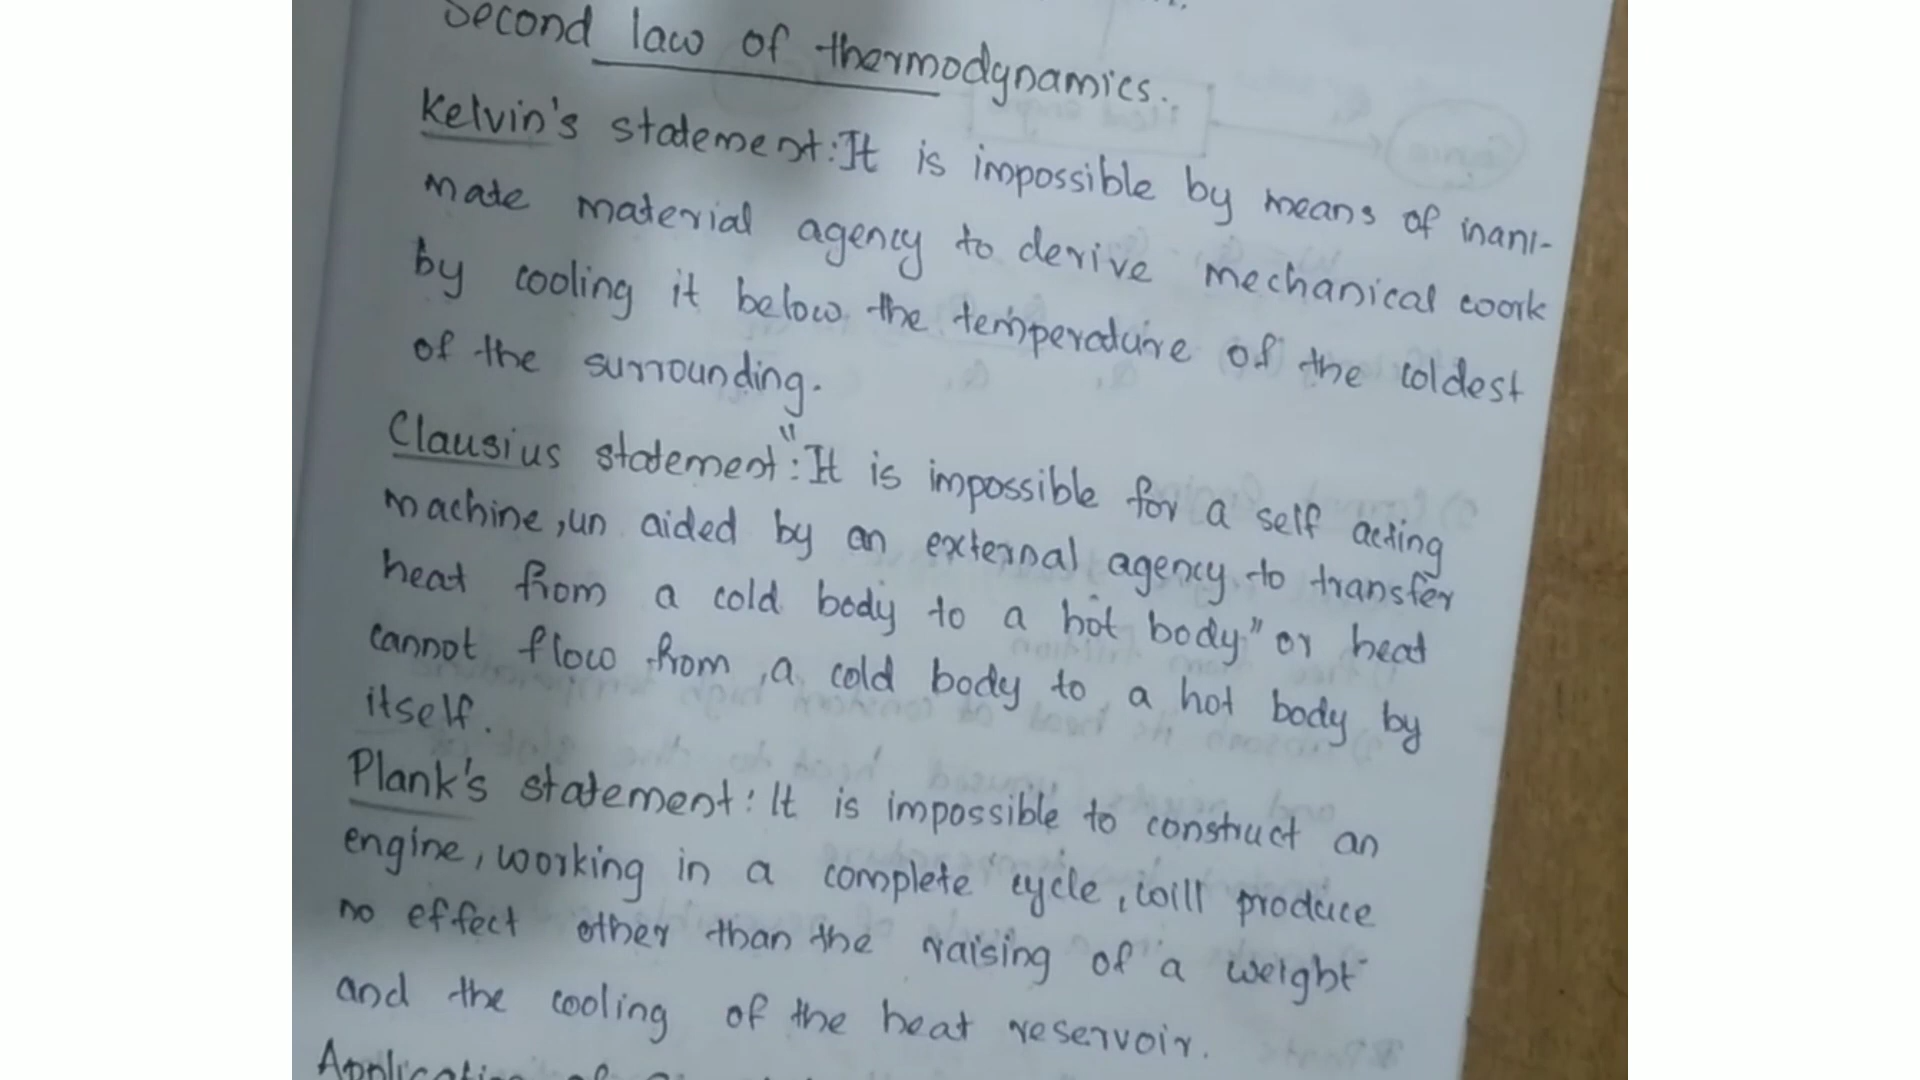 Second law of thermodynamics.
Kelvin's statement: It is impossible by means of inani-
mate material agency to derive mechanical work
by cooling it below the temperature of the coldest
of the surrounding.
Clausius statement: "It is impossible for a self acting
machine, un aided by an external agency to transfer
heat from a cold body to a hot body" or heat
cannot flow from a cold body to a hot body by
itself.
Plank's statement: It is impossible to construct an
engine, working in a complete cycle, will produce
no effect other than the raising of a weight
and the cooling of the heat reservoir.
Application of